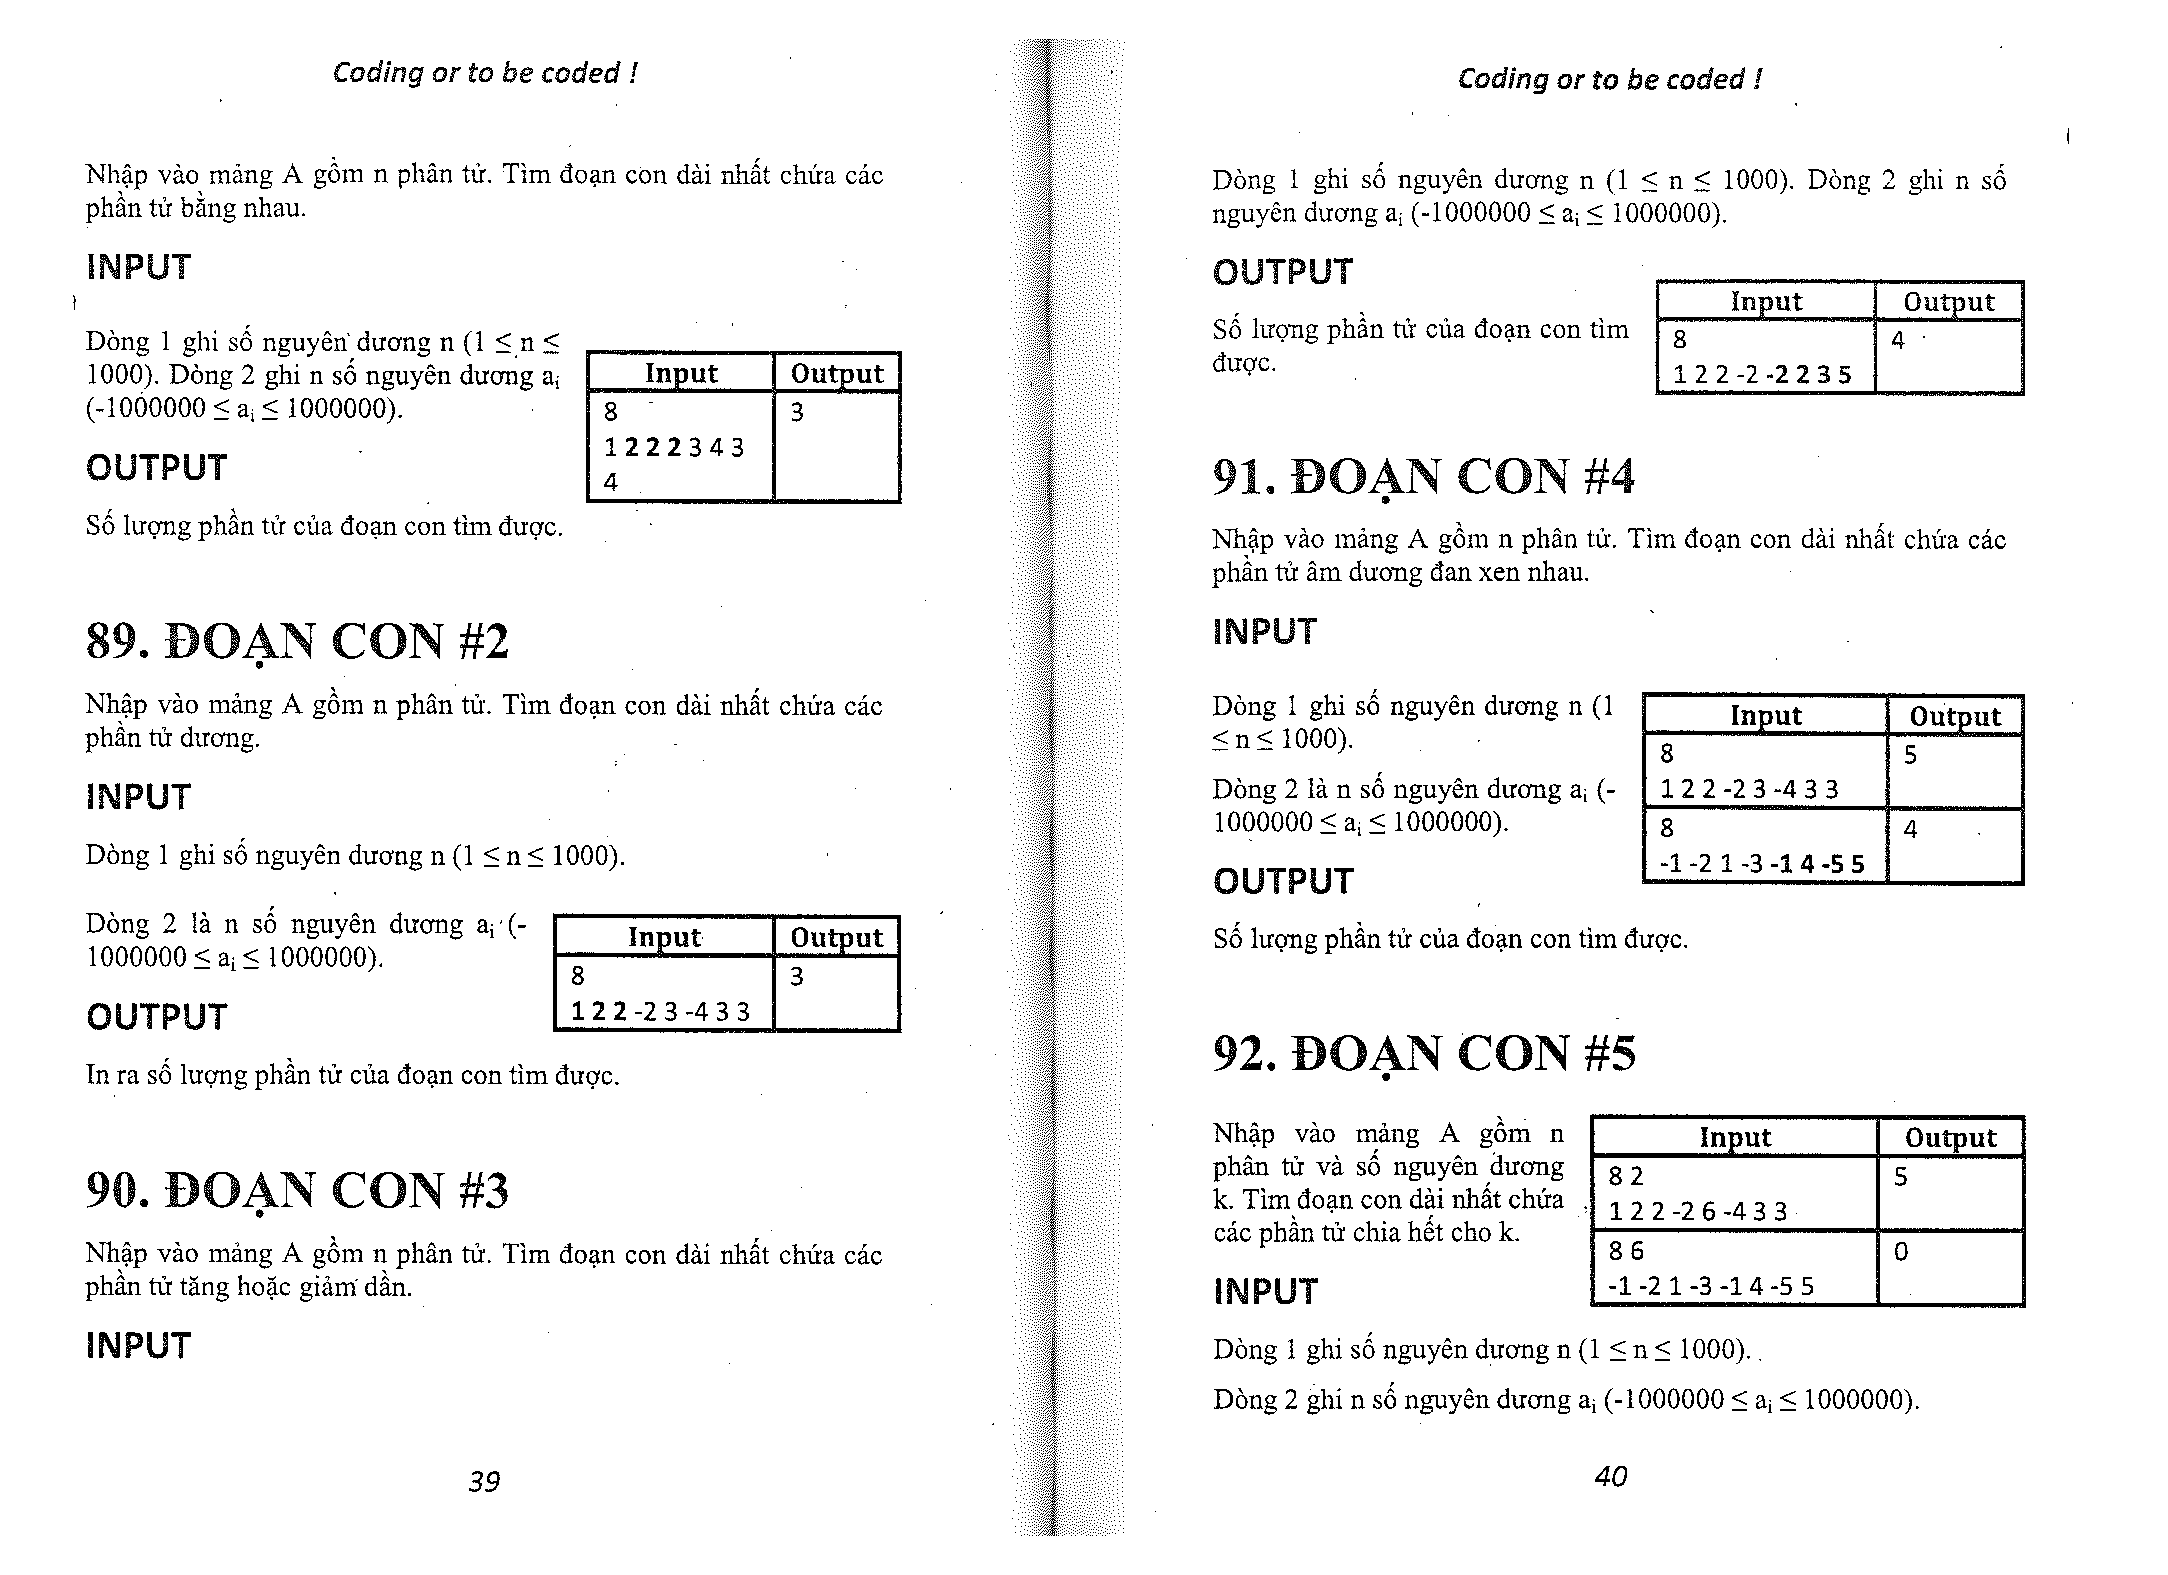 Coding or to be coded !
Nhập vào mảng A gồm n phân tử. Tìm đoạn con dài nhất chứa các
phần tử bằng nhau.
INPUT
Dòng 1 ghi số nguyên dương n (1 ≤ n ≤
1000). Dòng 2 ghi n số nguyên dương aᵢ
(-1000000 ≤ aᵢ ≤ 1000000).
Input Output
8 3
1 2 2 2 3 4 3
4
OUTPUT
Số lượng phần tử của đoạn con tìm được.
89. ĐOẠN CON #2
Nhập vào mảng A gồm n phân tử. Tìm đoạn con dài nhất chứa các
phần tử dương.
INPUT
Dòng 1 ghi số nguyên dương n (1 ≤ n ≤ 1000).
Dòng 2 là n số nguyên dương aᵢ (-
1000000 ≤ aᵢ ≤ 1000000).
Input Output
8 3
1 2 2 -2 3 -4 3 3
OUTPUT
In ra số lượng phần tử của đoạn con tìm được.
90. ĐOẠN CON #3
Nhập vào mảng A gồm n phân tử. Tìm đoạn con dài nhất chứa các
phần tử tăng hoặc giảm dần.
INPUT
39
Coding or to be coded !
Dòng 1 ghi số nguyên dương n (1 ≤ n ≤ 1000). Dòng 2 ghi n số
nguyên dương aᵢ (-1000000 ≤ aᵢ ≤ 1000000).
OUTPUT
Số lượng phần tử của đoạn con tìm
được.
Input Output
8 4
1 2 2 -2 -2 2 3 5
91. ĐOẠN CON #4
Nhập vào mảng A gồm n phân tử. Tìm đoạn con dài nhất chứa các
phần tử âm dương đan xen nhau.
INPUT
Dòng 1 ghi số nguyên dương n (1
≤ n ≤ 1000).
Dòng 2 là n số nguyên dương aᵢ (-
1000000 ≤ aᵢ ≤ 1000000).
Input Output
8 5
1 2 2 -2 3 -4 3 3
8 4
-1 -2 1 -3 -1 4 -5 5
OUTPUT
Số lượng phần tử của đoạn con tìm được.
92. ĐOẠN CON #5
Nhập vào mảng A gồm n
phân tử và số nguyên dương
k. Tìm đoạn con dài nhất chứa
các phần tử chia hết cho k.
Input Output
8 2 5
1 2 2 -2 6 -4 3 3
8 6 0
-1 -2 1 -3 -1 4 -5 5
INPUT
Dòng 1 ghi số nguyên dương n (1 ≤ n ≤ 1000).
Dòng 2 ghi n số nguyên dương aᵢ (-1000000 ≤ aᵢ ≤ 1000000).
40